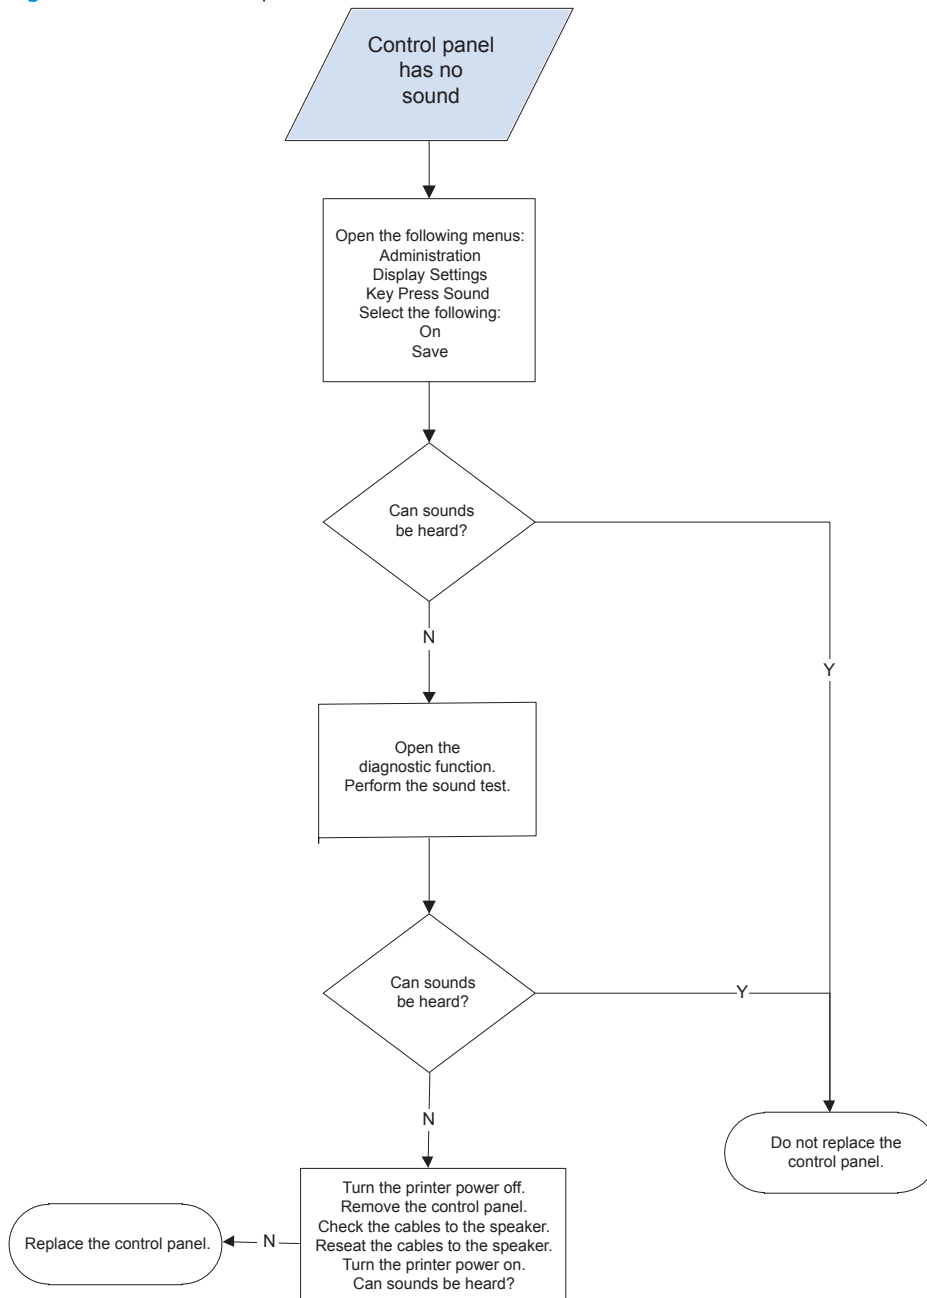 Control panel
has no
sound
Open the following menus:
Administration
Display Settings
Key Press Sound
Select the following:
On
Save
Can sounds
be heard?
N
Y
Open the
diagnostic function.
Perform the sound test.
Can sounds
be heard?
Y
N
Do not replace the
control panel.
Turn the printer power off.
Remove the control panel.
Check the cables to the speaker.
Reseat the cables to the speaker.
Turn the printer power on.
Can sounds be heard?
N
Replace the control panel.